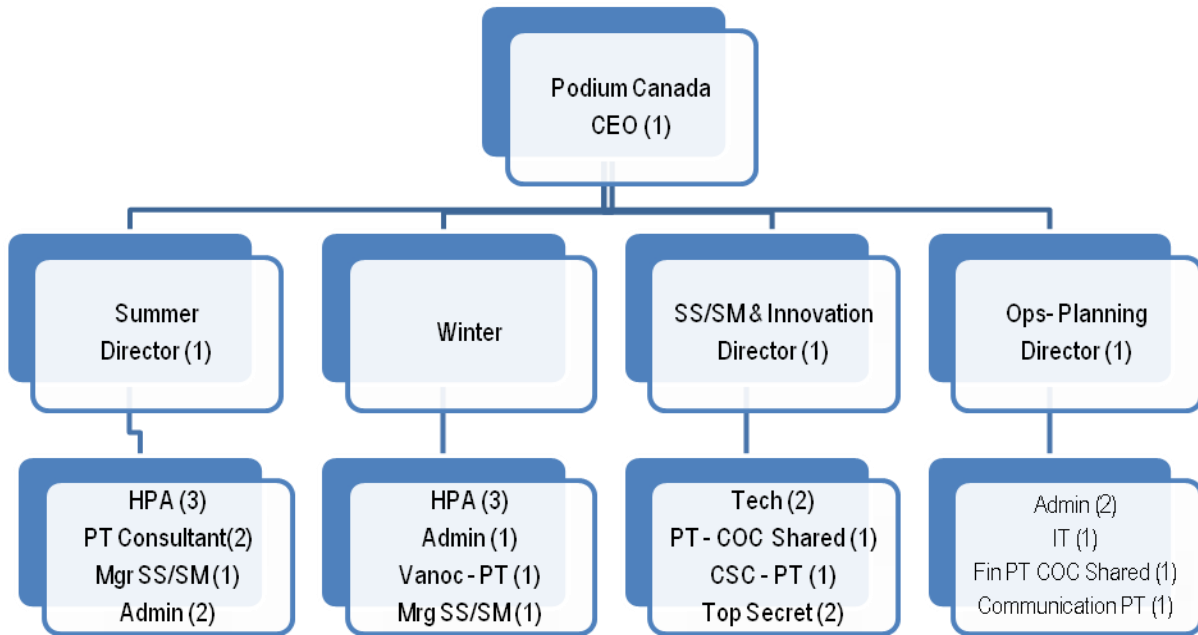 Podium Canada
CEO (1)
Summer
Director (1)
Winter
SS/SM & Innovation
Director (1)
Ops- Planning
Director (1)
HPA (3)
PT Consultant(2)
Mgr SS/SM (1)
Admin (2)
HPA (3)
Admin (1)
Vanoc - PT (1)
Mrg SS/SM (1)
Tech (2)
PT - COC Shared (1)
CSC - PT (1)
Top Secret (2)
Admin (2)
IT (1)
Fin PT COC Shared (1)
Communication PT (1)